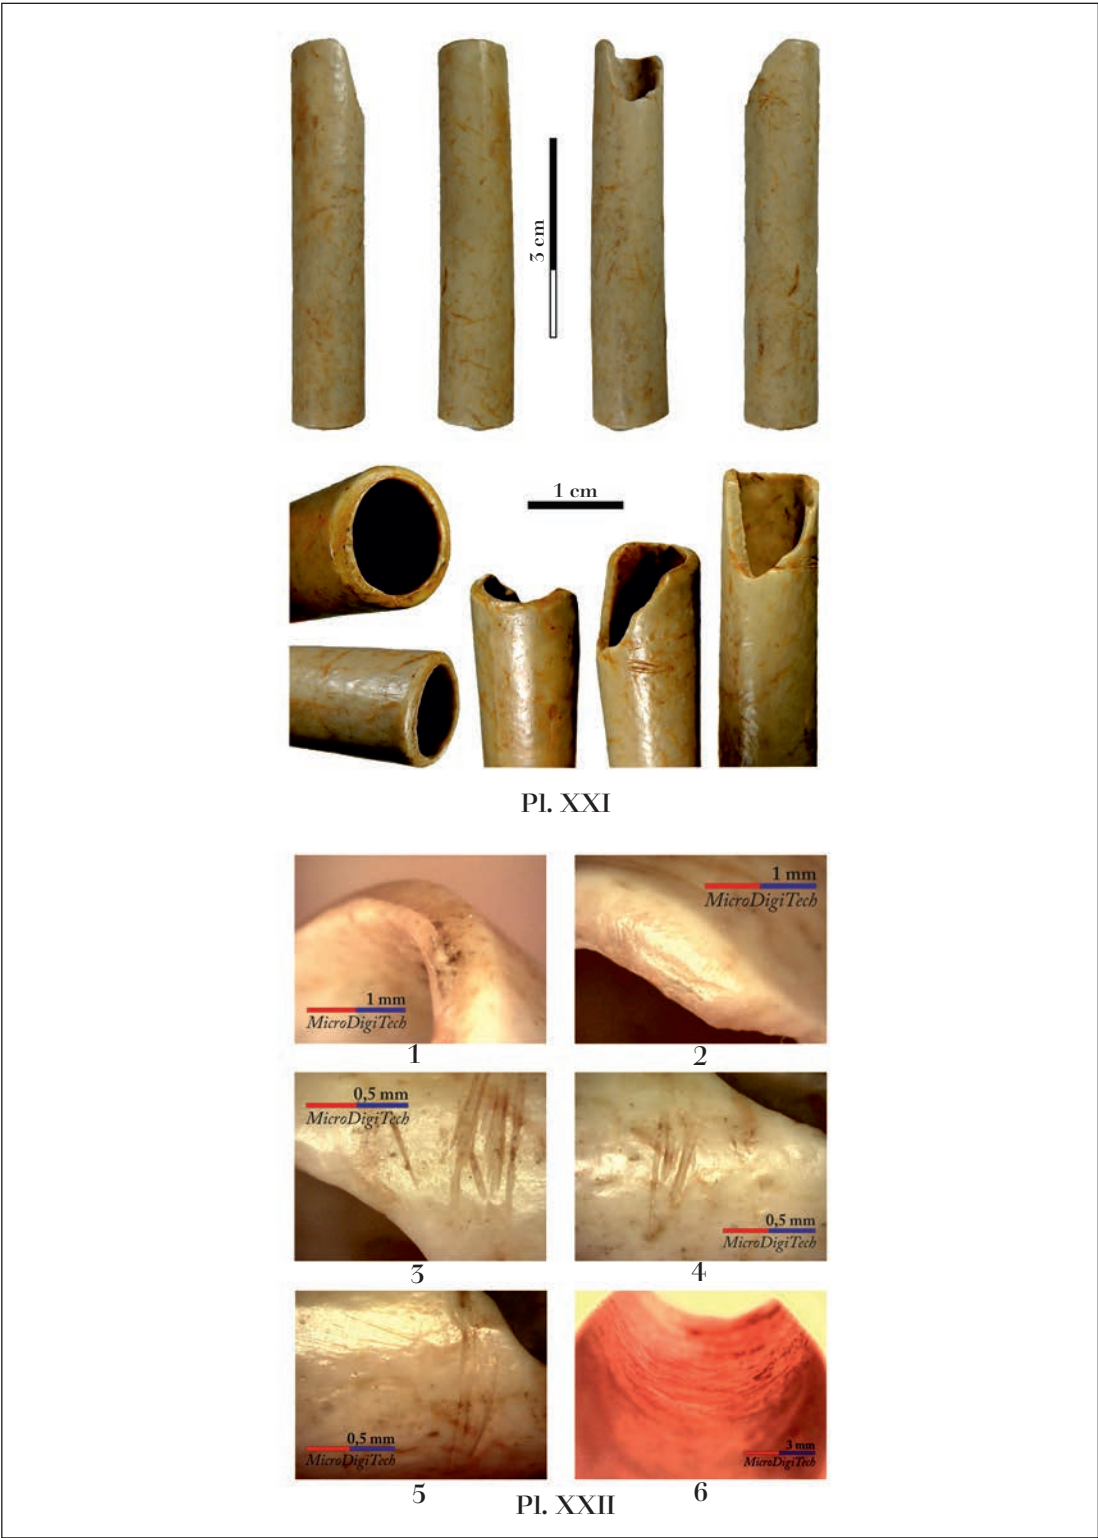 3 cm
1 cm
Pl. XXI
1 mm
MicroDigiTech
1
1 mm
MicroDigiTech
2
0,5 mm
MicroDigiTech
3
0,5 mm
MicroDigiTech
4
0,5 mm
MicroDigiTech
5
3 mm
MicroDigiTech
6
Pl. XXII